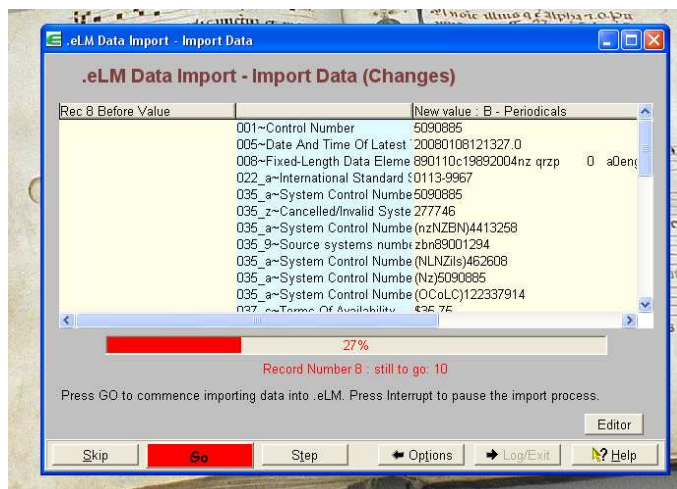 .eLM Data Import - Import Data
.eLM Data Import - Import Data (Changes)
Rec 8 Before Value New value : B - Periodicals
001~Control Number 5090885
005~Date And Time Of Latest 20080108121327.0
008~Fixed-Length Data Eleme 890110c19892004nz qrzp 0 a0eng
022_a~International Standard S 0113-9967
035_a~System Control Numbe 5090885
035_z~Cancelled/Invalid Syste 277746
035_a~System Control Numbe (nzNZBN)4413258
035_9~Source systems numbe zbn89001294
035_a~System Control Numbe (NLNZils)462608
035_a~System Control Numbe (Nz)5090885
035_a~System Control Numbe (OCoLC)122337914
037_c~Terms Of Availability $35.75
27%
Record Number 8 : still to go: 10
Press GO to commence importing data into .eLM. Press Interrupt to pause the import process.
Editor
Skip Go Step Options Log/Exit Help